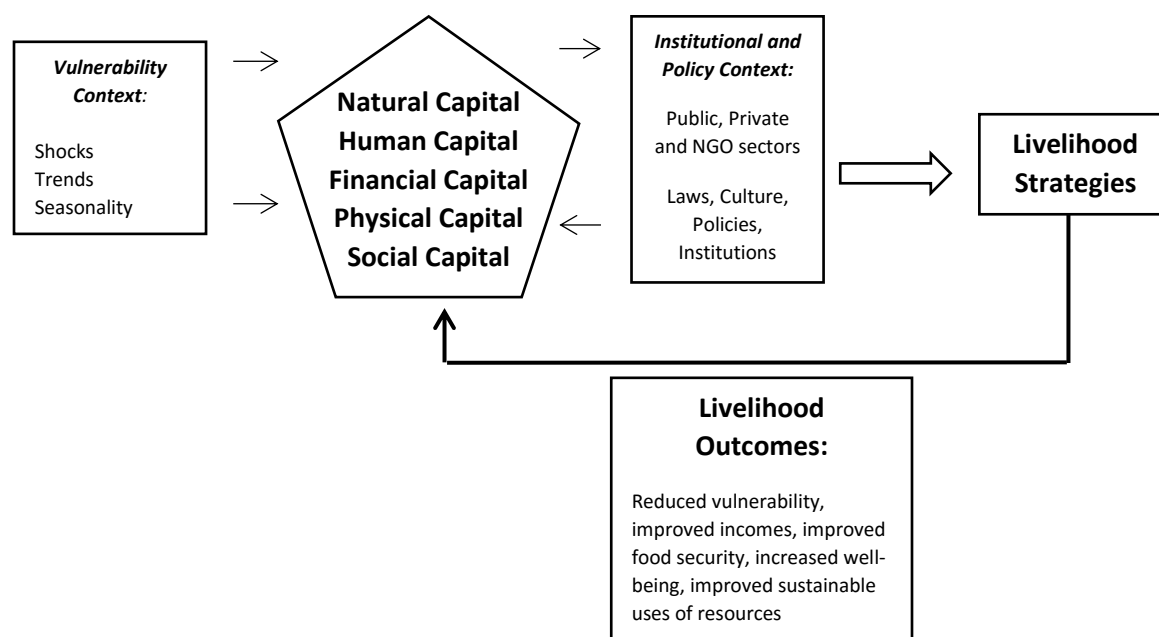 Vulnerability
Context:
Shocks
Trends
Seasonality
Natural Capital
Human Capital
Financial Capital
Physical Capital
Social Capital
Institutional and
Policy Context:
Public, Private
and NGO sectors
Laws, Culture,
Policies,
Institutions
Livelihood
Strategies
Livelihood
Outcomes:
Reduced vulnerability,
improved incomes, improved
food security, increased well-
being, improved sustainable
uses of resources